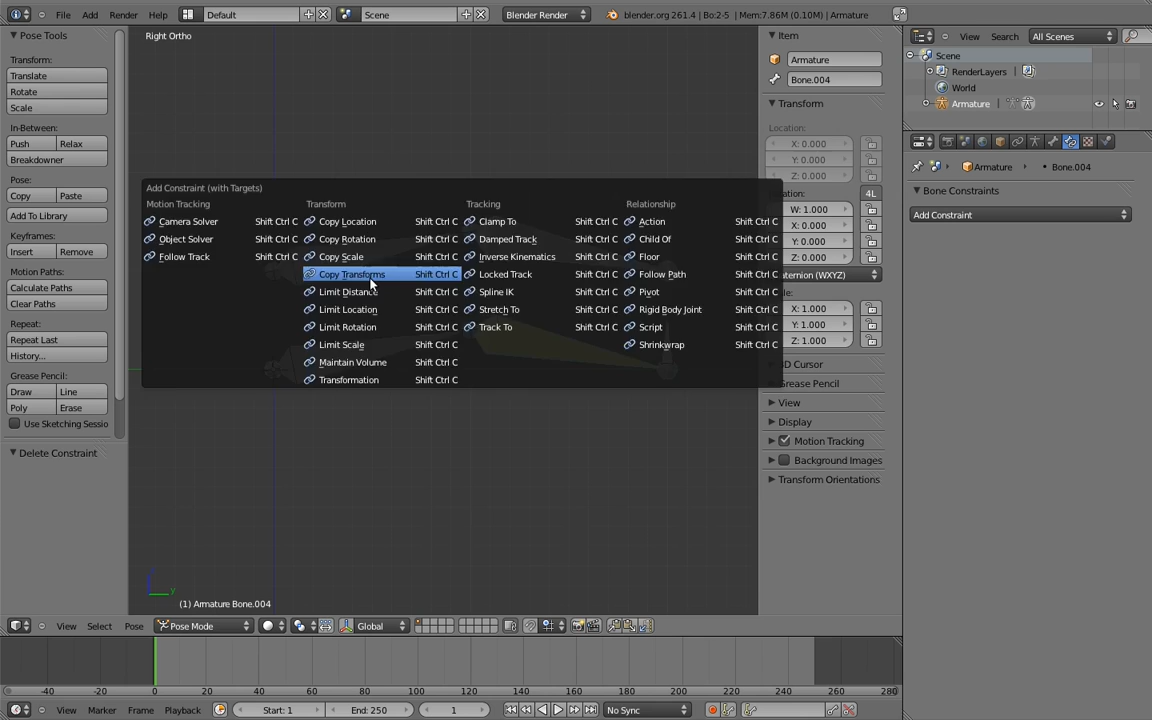 File Add Render Help Default Scene Blender Render blender.org 261.4 | Bo:2-5 | Mem:7.86M (0.10M) | Armature
View Search All Scenes
Pose Tools
Transform:
Translate
Rotate
Scale
In-Between:
Push Relax
Breakdowner
Pose:
Copy Paste
Add To Library
Keyframes:
Insert Remove
Motion Paths:
Calculate Paths
Clear Paths
Repeat:
Repeat Last
History...
Grease Pencil:
Draw Line
Poly Erase
Use Sketching Sessio
Delete Constraint
Right Ortho
Add Constraint (with Targets)
Motion Tracking
Camera Solver Shift Ctrl C
Object Solver Shift Ctrl C
Follow Track Shift Ctrl C
Transform
Copy Location Shift Ctrl C
Copy Rotation Shift Ctrl C
Copy Scale Shift Ctrl C
Copy Transforms Shift Ctrl C
Limit Distance Shift Ctrl C
Limit Location Shift Ctrl C
Limit Rotation Shift Ctrl C
Limit Scale Shift Ctrl C
Maintain Volume Shift Ctrl C
Transformation Shift Ctrl C
Tracking
Clamp To Shift Ctrl C
Damped Track Shift Ctrl C
Inverse Kinematics Shift Ctrl C
Locked Track Shift Ctrl C
Spline IK Shift Ctrl C
Stretch To Shift Ctrl C
Track To Shift Ctrl C
Relationship
Action Shift Ctrl C
Child Of Shift Ctrl C
Floor Shift Ctrl C
Follow Path Shift Ctrl C
Pivot Shift Ctrl C
Rigid Body Joint Shift Ctrl C
Script Shift Ctrl C
Shrinkwrap Shift Ctrl C
z
y
(1) Armature Bone.004
Item
Armature
Bone.004
Transform
Location:
X: 0.000
Y: 0.000
Z: 0.000
ocation: 4L
W: 1.000
X: 0.000
Y: 0.000
Z: 0.000
ternion (WXYZ)
le:
X: 1.000
Y: 1.000
Z: 1.000
3D Cursor
Grease Pencil
View
Display
Motion Tracking
Background Images
Transform Orientations
Scene
RenderLayers |
World
Armature |
Armature Bone.004
Bone Constraints
Add Constraint
View Select Pose Pose Mode Global
-40 -20 0 20 40 60 80 100 120 140 160 180 200 220 240 260 280
View Marker Frame Playback Start: 1 End: 250 1 No Sync